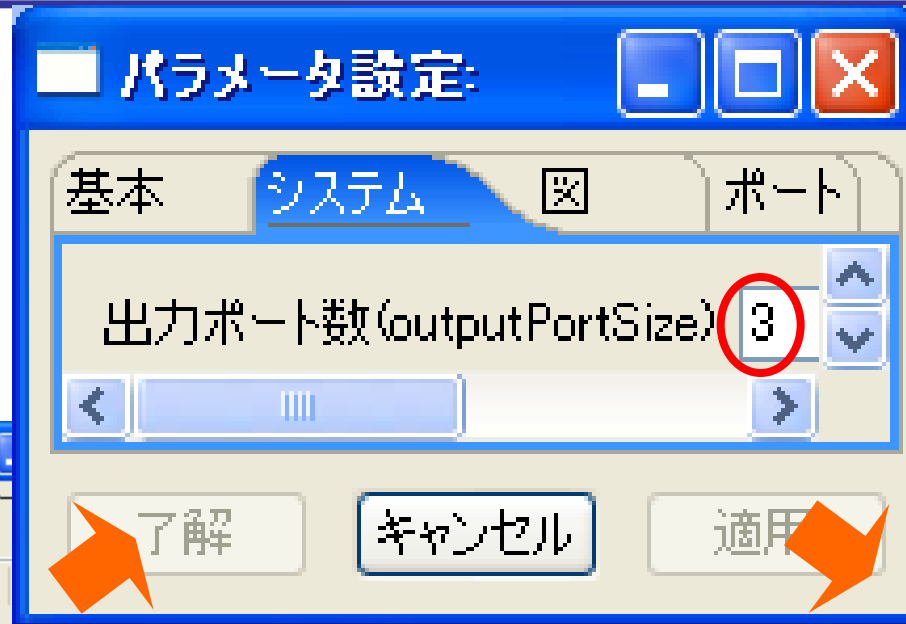 パラメータ設定:
基本 システム 図 ポート
出力ポート数(outputPortSize) 3
了解 キャンセル 適用